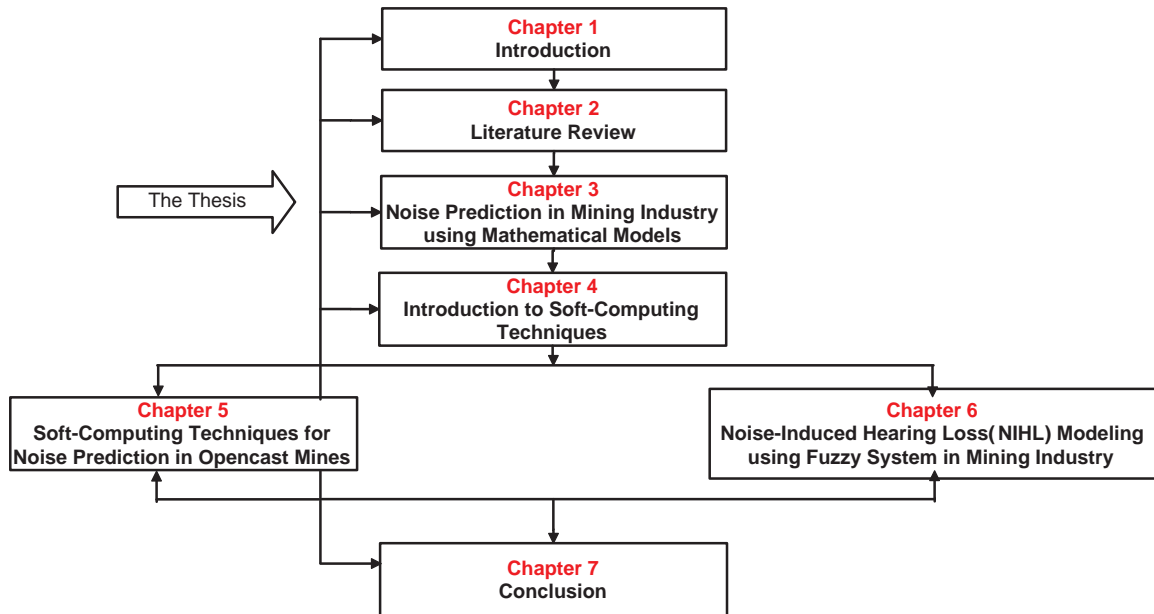 Chapter 1
Introduction
Chapter 2
Literature Review
The Thesis
Chapter 3
Noise Prediction in Mining Industry
using Mathematical Models
Chapter 4
Introduction to Soft-Computing
Techniques
Chapter 5
Soft-Computing Techniques for
Noise Prediction in Opencast Mines
Chapter 6
Noise-Induced Hearing Loss( NIHL) Modeling
using Fuzzy System in Mining Industry
Chapter 7
Conclusion